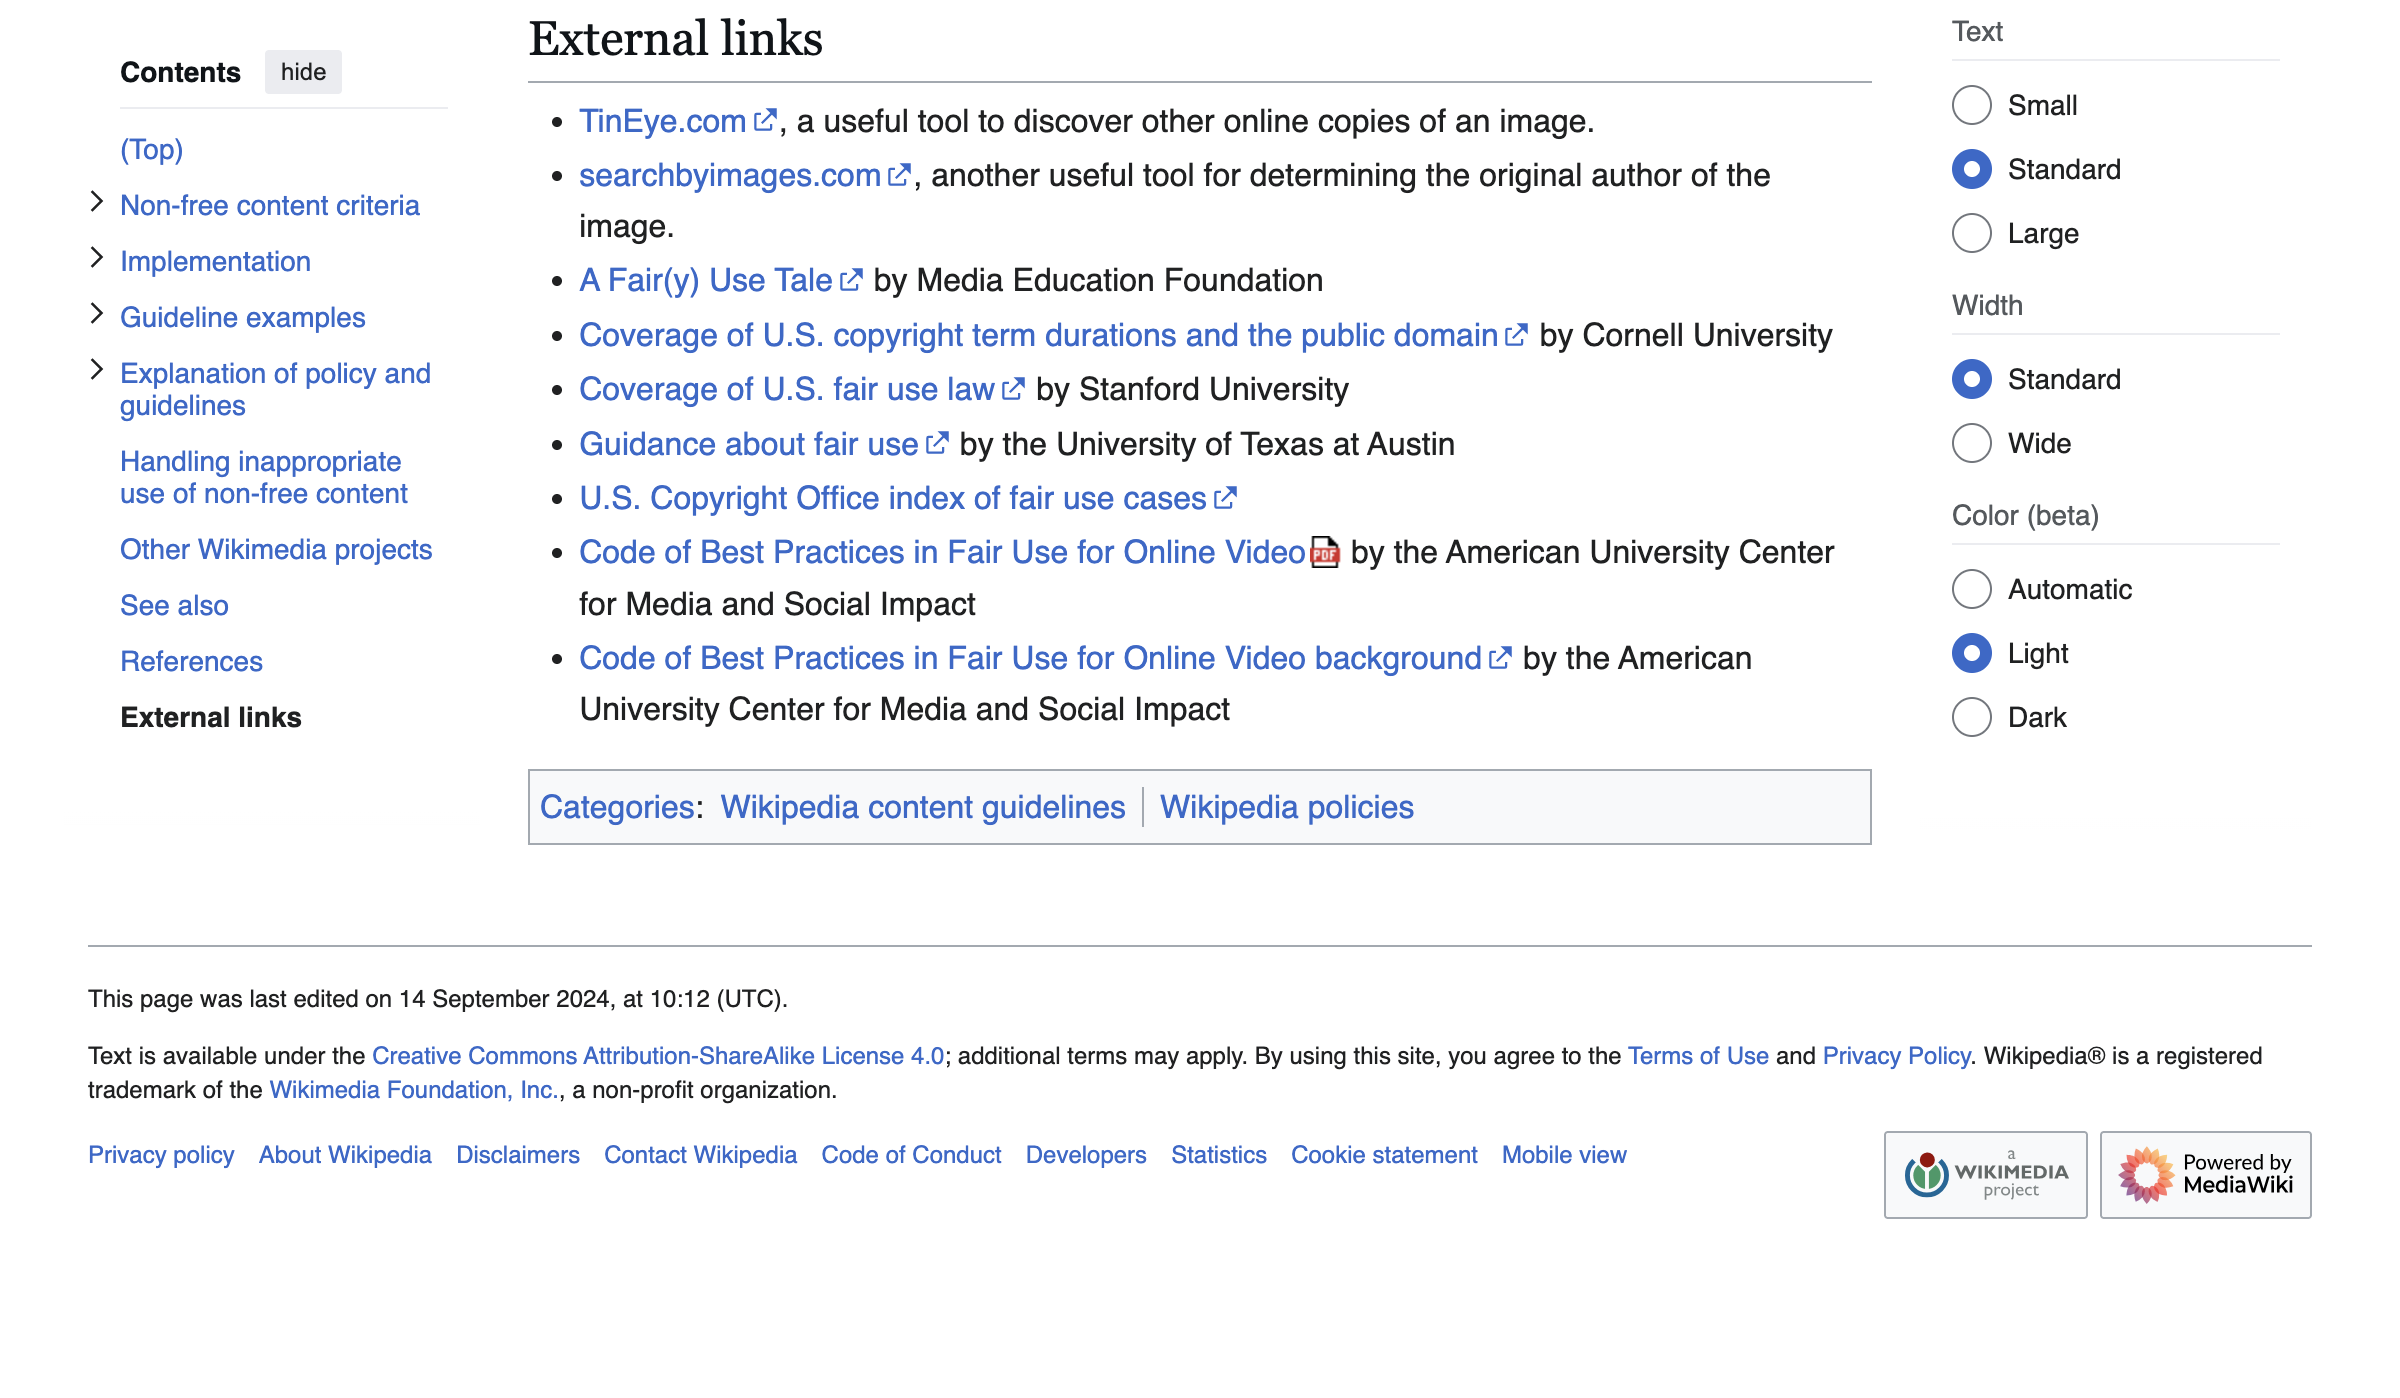 Contents hide
(Top)
Non-free content criteria
Implementation
Guideline examples
Explanation of policy and
guidelines
Handling inappropriate
use of non-free content
Other Wikimedia projects
See also
References
External links
External links
TinEye.com, a useful tool to discover other online copies of an image.
searchbyimages.com, another useful tool for determining the original author of the
image.
A Fair(y) Use Tale by Media Education Foundation
Coverage of U.S. copyright term durations and the public domain by Cornell University
Coverage of U.S. fair use law by Stanford University
Guidance about fair use by the University of Texas at Austin
U.S. Copyright Office index of fair use cases
Code of Best Practices in Fair Use for Online Video PDF by the American University Center
for Media and Social Impact
Code of Best Practices in Fair Use for Online Video background by the American
University Center for Media and Social Impact
Categories: Wikipedia content guidelines | Wikipedia policies
Text
Small
Standard
Large
Width
Standard
Wide
Color (beta)
Automatic
Light
Dark
This page was last edited on 14 September 2024, at 10:12 (UTC).
Text is available under the Creative Commons Attribution-ShareAlike License 4.0; additional terms may apply. By using this site, you agree to the Terms of Use and Privacy Policy. Wikipedia® is a registered
trademark of the Wikimedia Foundation, Inc., a non-profit organization.
Privacy policy About Wikipedia Disclaimers Contact Wikipedia Code of Conduct Developers Statistics Cookie statement Mobile view
a
WIKIMEDIA
project
Powered by
MediaWiki